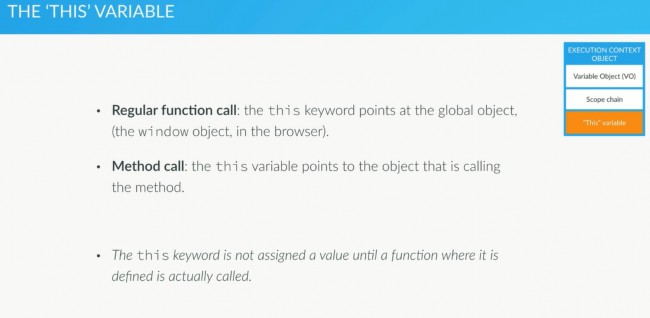 THE ‘THIS’ VARIABLE
EXECUTION CONTEXT
OBJECT
Variable Object (VO)
Scope chain
“This” variable
• Regular function call: the this keyword points at the global object,
(the window object, in the browser).
• Method call: the this variable points to the object that is calling
the method.
• The this keyword is not assigned a value until a function where it is
defined is actually called.